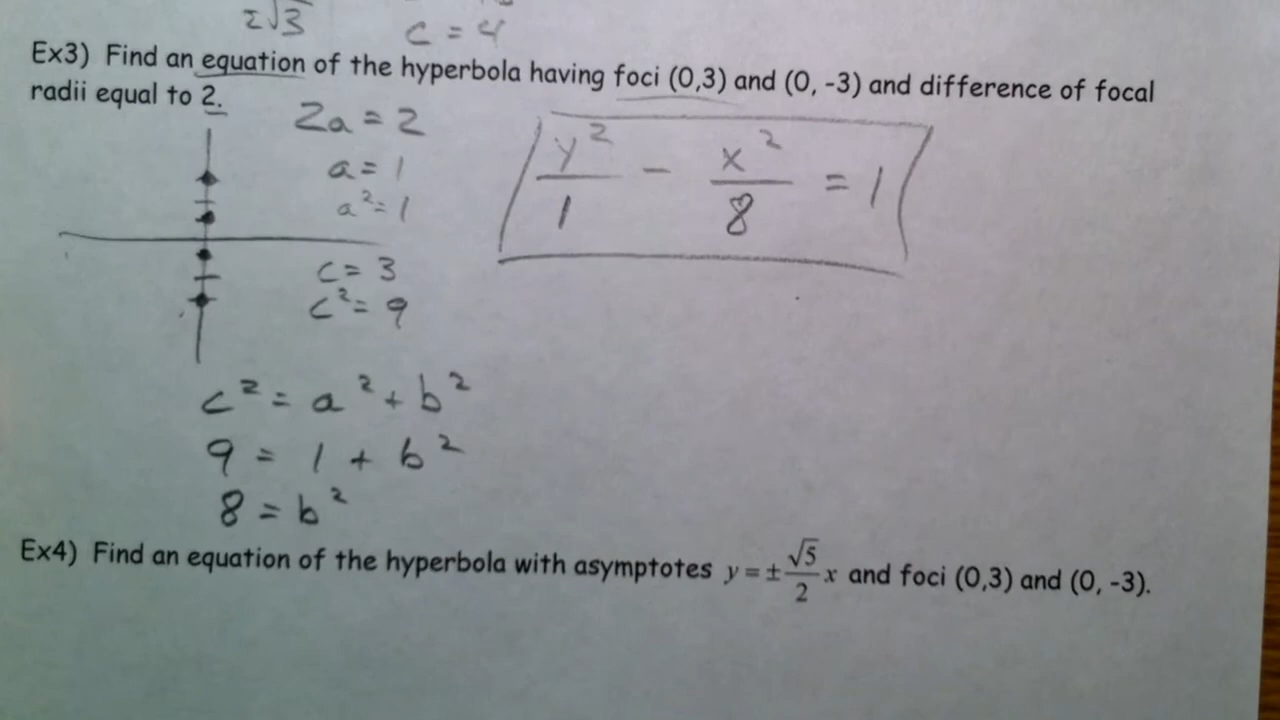 2√3
c = 4
Ex3) Find an equation of the hyperbola having foci (0,3) and (0, -3) and difference of focal
radii equal to 2.
2a = 2
a = 1
a² = 1
c = 3
c² = 9
y²/1 - x²/8 = 1
c² = a² + b²
9 = 1 + b²
8 = b²
Ex4) Find an equation of the hyperbola with asymptotes y = ±√5/2 x and foci (0,3) and (0, -3).